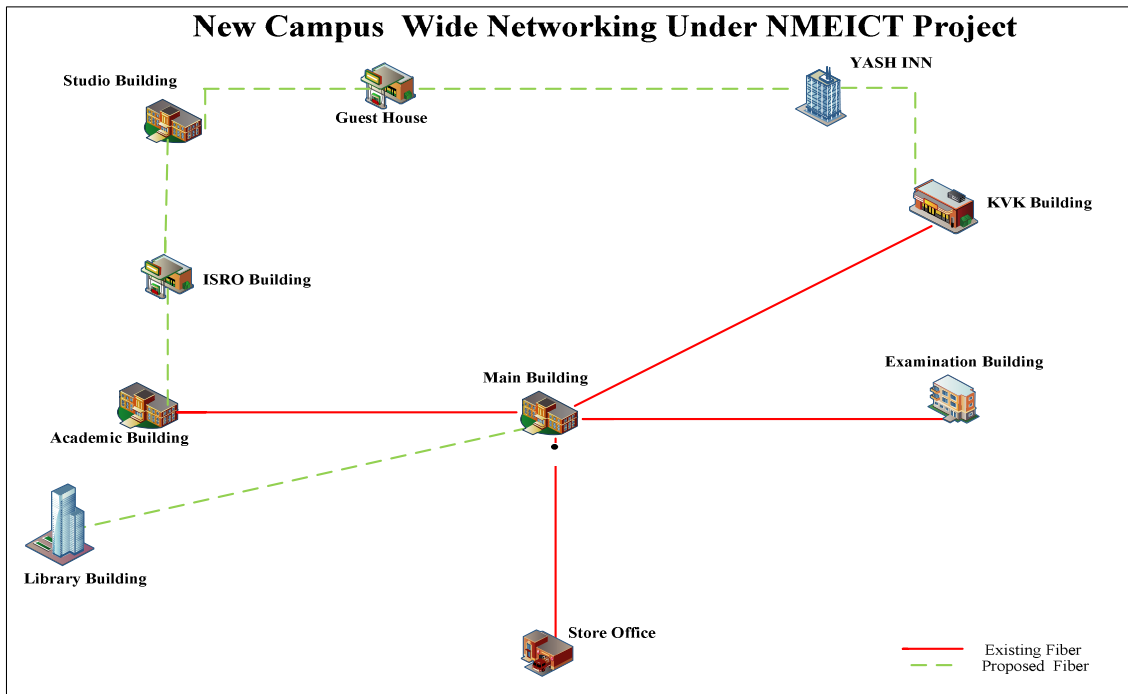 New Campus Wide Networking Under NMEICT Project
Studio Building
YASH INN
Guest House
KVK Building
ISRO Building
Examination Building
Main Building
Academic Building
Library Building
Store Office
Existing Fiber
Proposed Fiber